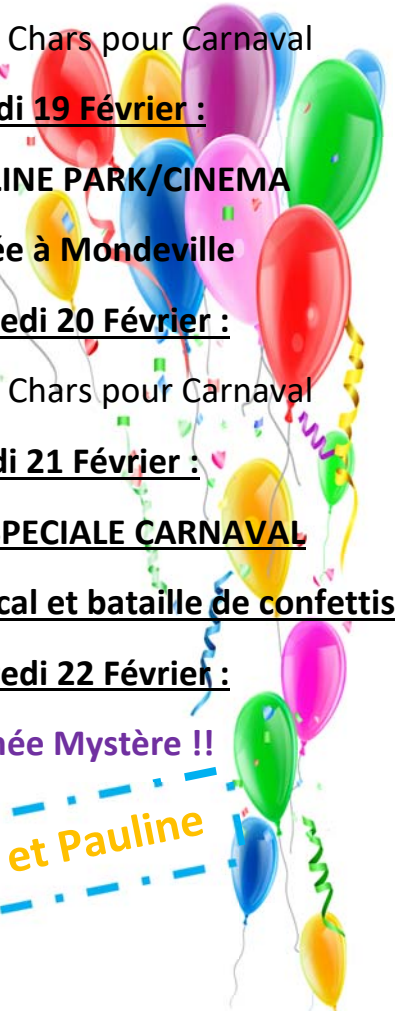 Chars pour Carnaval
di 19 Février :
LINE PARK/CINEMA
ée à Mondeville
edi 20 Février :
Chars pour Carnaval
di 21 Février :
SPECIALE CARNAVAL
cal et bataille de confettis
edi 22 Février :
née Mystère !!
et Pauline